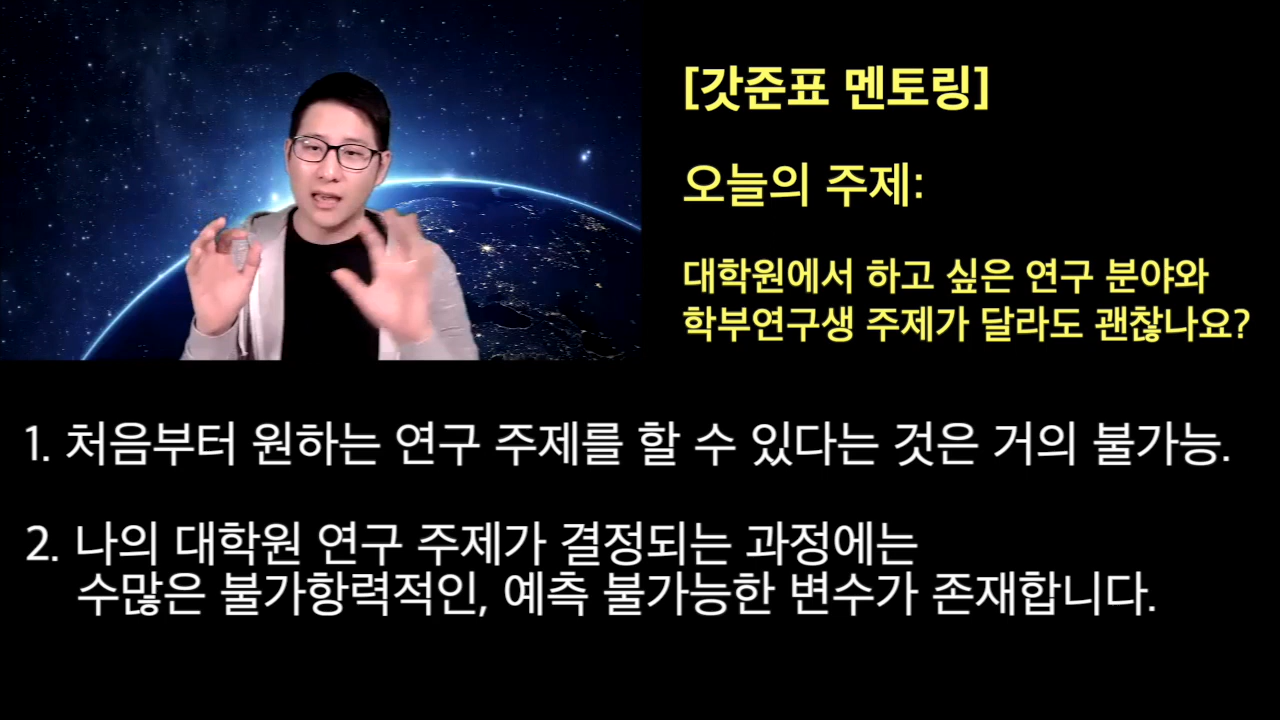 [갓준표 멘토링]
오늘의 주제:
대학원에서 하고 싶은 연구 분야와
학부연구생 주제가 달라도 괜찮나요?
1. 처음부터 원하는 연구 주제를 할 수 있다는 것은 거의 불가능.
2. 나의 대학원 연구 주제가 결정되는 과정에는
수많은 불가항력적인, 예측 불가능한 변수가 존재합니다.